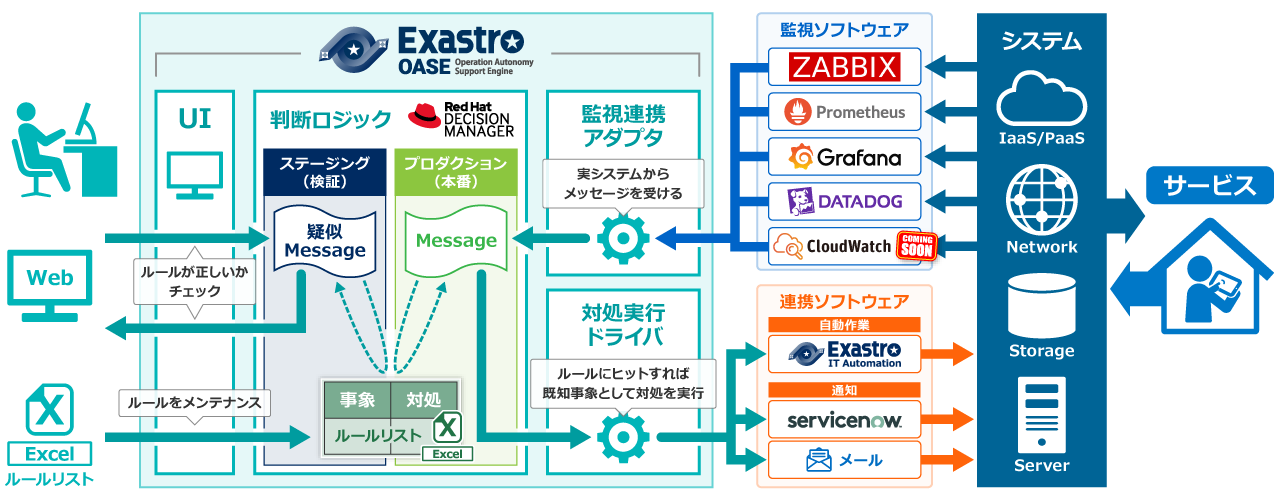 Exastro
OASE Operation Autonomy
Support Engine
UI
判断ロジック
Red Hat
DECISION
MANAGER
ステージング
(検証)
プロダクション
(本番)
疑似
Message
Message
ルールが正しいか
チェック
ルールをメンテナンス
事象
対処
ルールリスト
Excel
Web
Excel
ルールリスト
監視連携
アダプタ
実システムから
メッセージを受ける
対処実行
ドライバ
ルールにヒットすれば
既知事象として対処を実行
監視ソフトウェア
ZABBIX
Prometheus
Grafana
DATADOG
CloudWatch
COMING
SOON
連携ソフトウェア
自動作業
Exastro
IT Automation
通知
servicenow
メール
システム
IaaS/PaaS
Network
Storage
Server
サービス